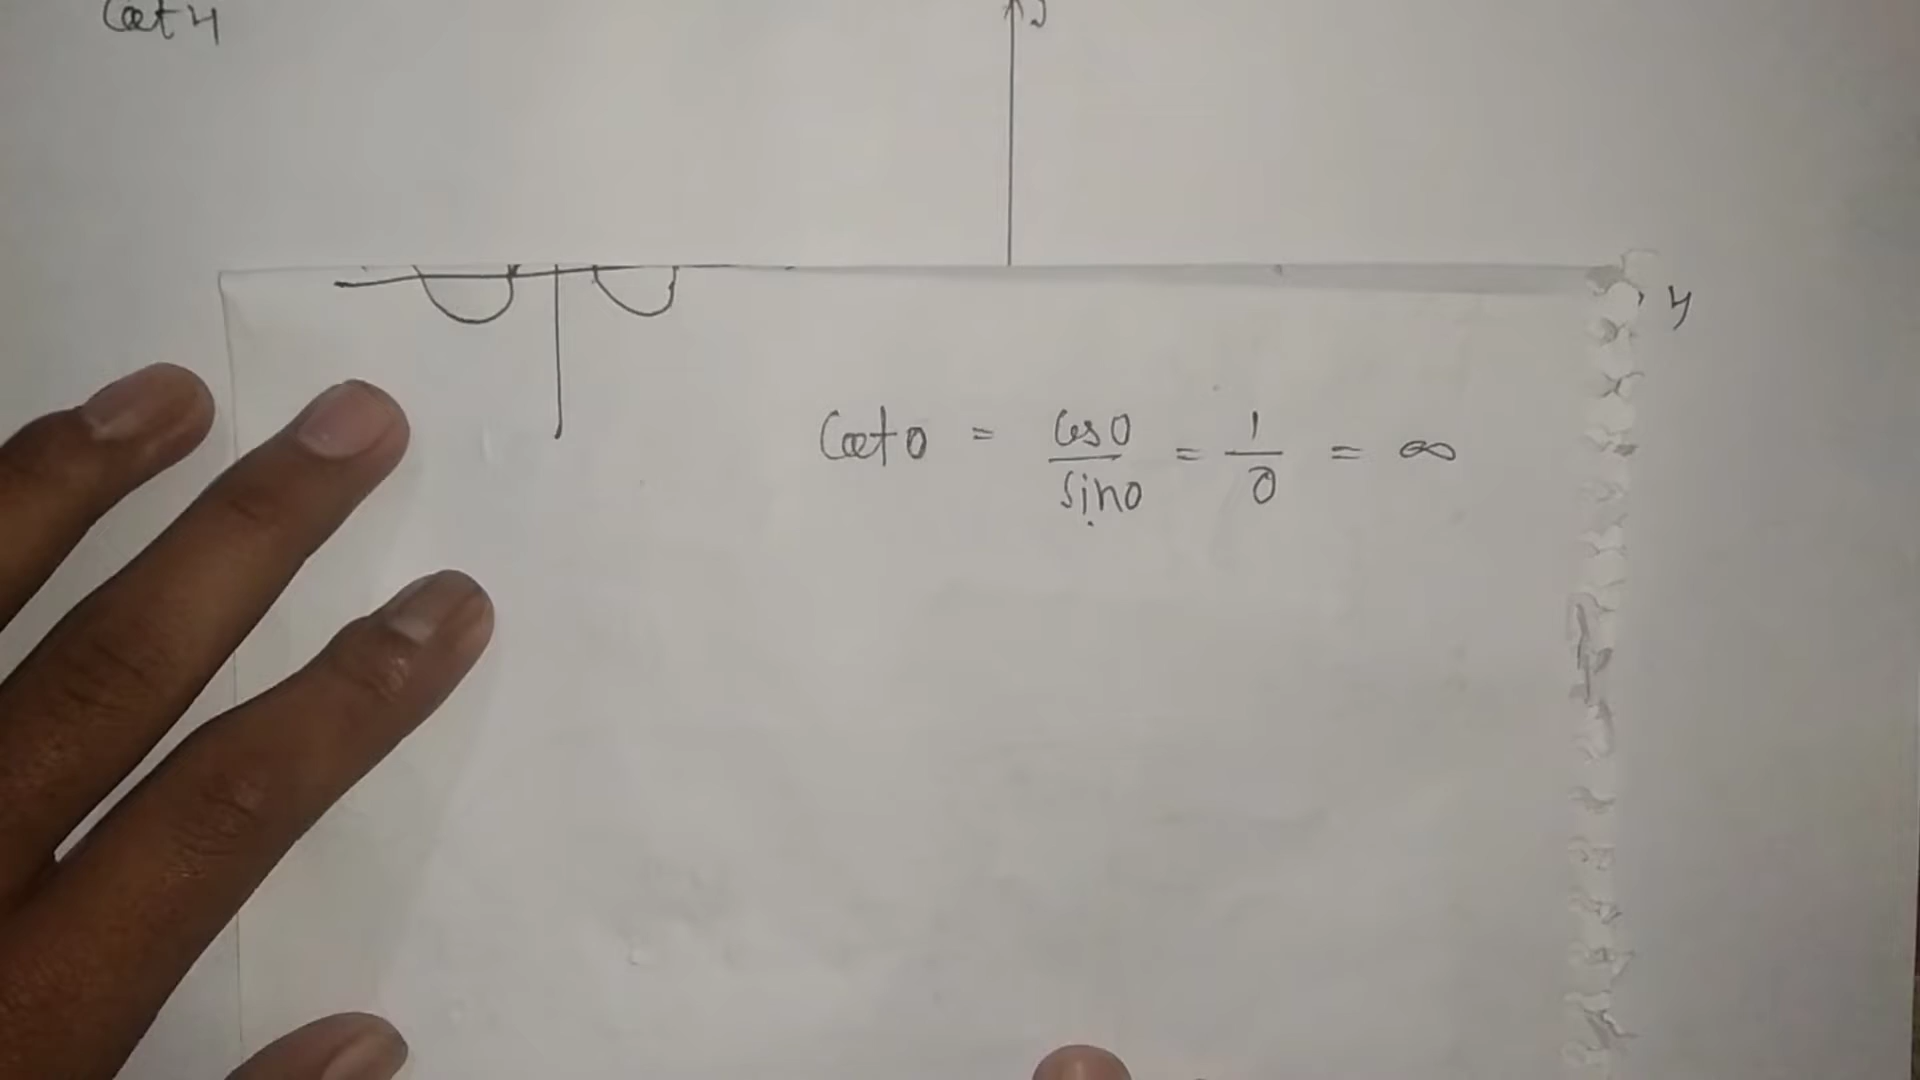 Cot x
y
x
Cot 0 = Cos 0 / Sin 0 = 1 / 0 = ∞